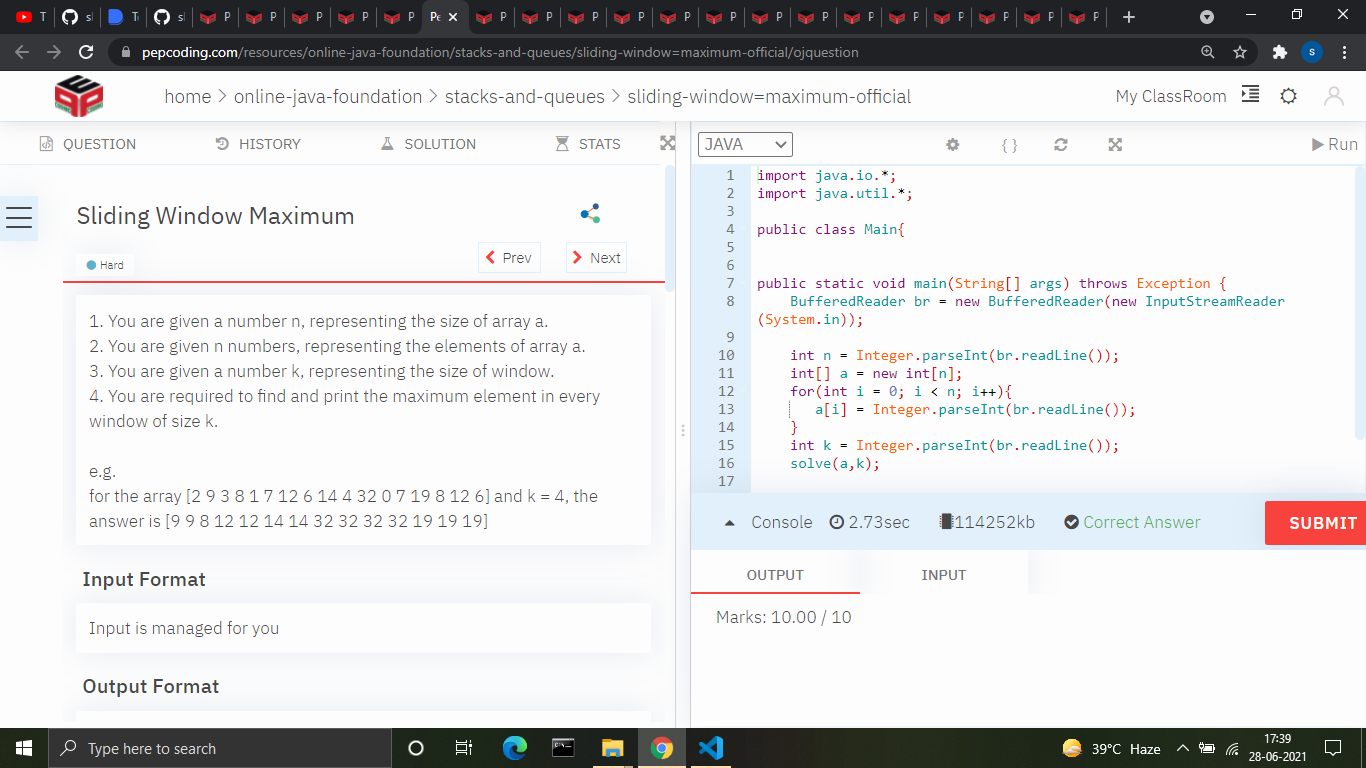 T
sl
To
sl
P
P
P
P
P
Pe
P
P
P
P
P
P
P
P
P
P
P
P
P
P
pepcoding.com/resources/online-java-foundation/stacks-and-queues/sliding-window=maximum-official/ojquestion
S
home > online-java-foundation > stacks-and-queues > sliding-window=maximum-official
My ClassRoom
QUESTION
HISTORY
SOLUTION
STATS
JAVA
{ }
Run
Sliding Window Maximum
Hard
Prev
Next
1. You are given a number n, representing the size of array a.
2. You are given n numbers, representing the elements of array a.
3. You are given a number k, representing the size of window.
4. You are required to find and print the maximum element in every
window of size k.
e.g.
for the array [2 9 3 8 1 7 12 6 14 4 32 0 7 19 8 12 6] and k = 4, the
answer is [9 9 8 12 12 14 14 32 32 32 32 19 19 19]
Input Format
Input is managed for you
Output Format
1 import java.io.*;
2 import java.util.*;
3
4 public class Main{
5
6
7 public static void main(String[] args) throws Exception {
8 BufferedReader br = new BufferedReader(new InputStreamReader
(System.in));
9
10 int n = Integer.parseInt(br.readLine());
11 int[] a = new int[n];
12 for(int i = 0; i < n; i++){
13 a[i] = Integer.parseInt(br.readLine());
14 }
15 int k = Integer.parseInt(br.readLine());
16 solve(a,k);
17
Console 2.73sec 114252kb Correct Answer
SUBMIT
OUTPUT
INPUT
Marks: 10.00 / 10
Type here to search
39°C Haze
17:39
28-06-2021